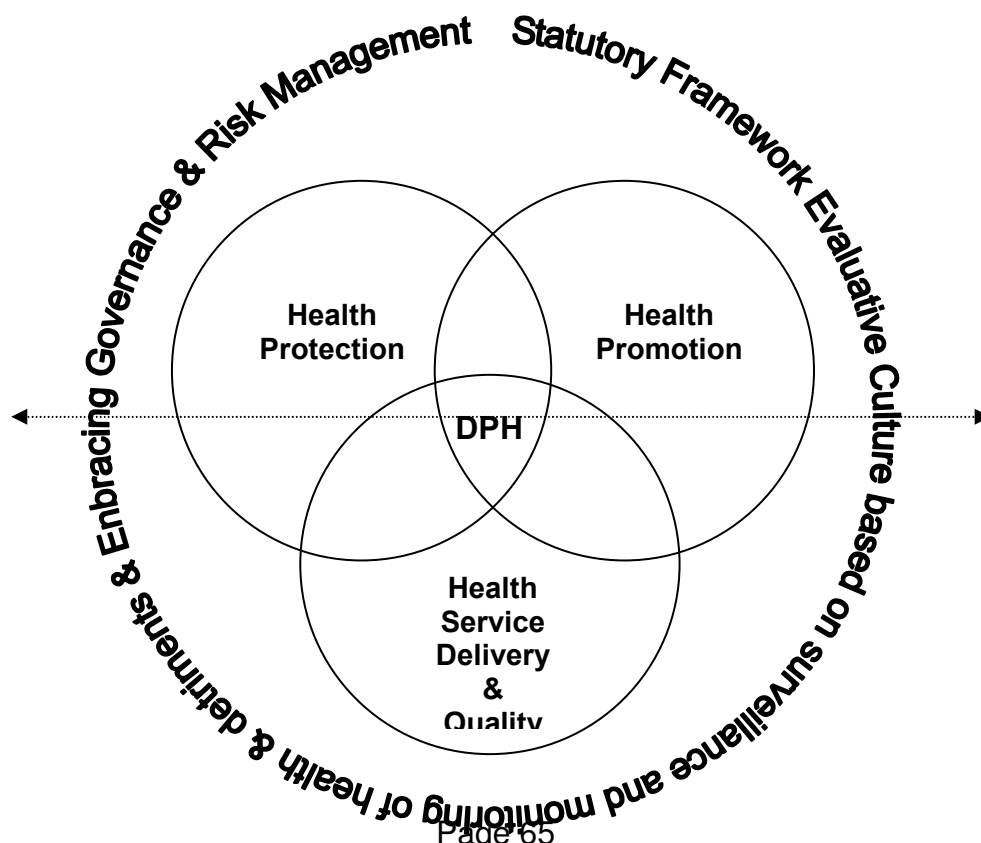 Statutory Framework Evaluative Culture based on surveillance and monitoring of health & detriments & Enbracing Governance & Risk Management
Health
Protection
Health
Promotion
DPH
Health
Service
Delivery
&
Quality
Page 65